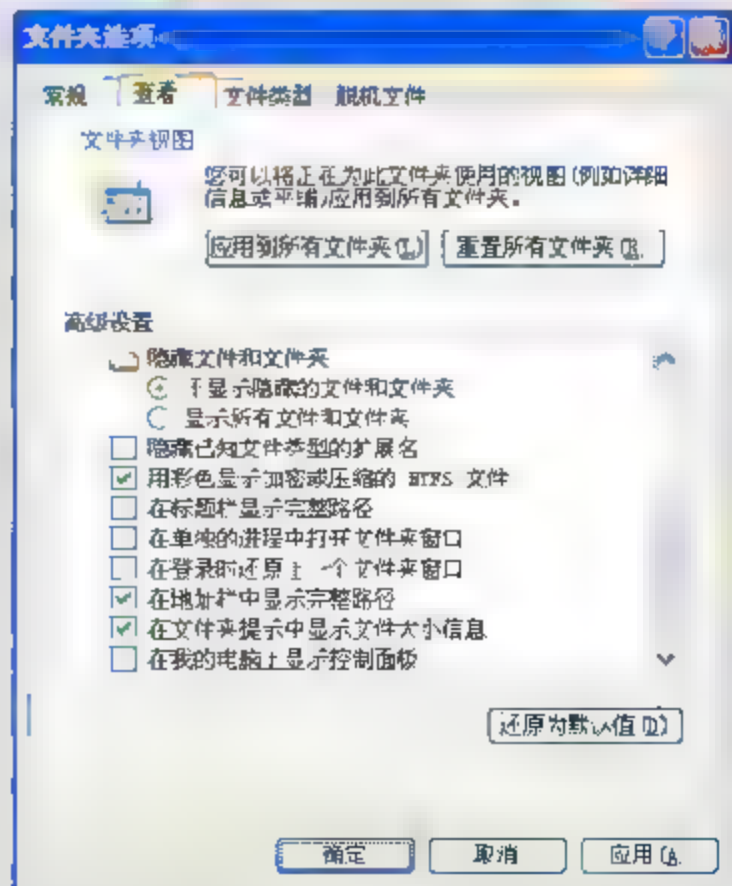 文件夹选项
常规 查看 文件类型 脱机文件
文件夹视图
您可以将正在为此文件夹使用的视图(例如详细
信息或平铺)应用到所有文件夹。
应用到所有文件夹(L) 重置所有文件夹(R
高级设置
隐藏文件和文件夹
不显示隐藏的文件和文件夹
显示所有文件和文件夹
隐藏已知文件类型的扩展名
用彩色显示加密或压缩的 NTFS 文件
在标题栏显示完整路径
在单独的进程中打开文件夹窗口
在登录时还原上一个文件夹窗口
在地址栏中显示完整路径
在文件夹提示中显示文件大小信息
在我的电脑上显示控制面板
还原为默认值(D)
确定 取消 应用(A